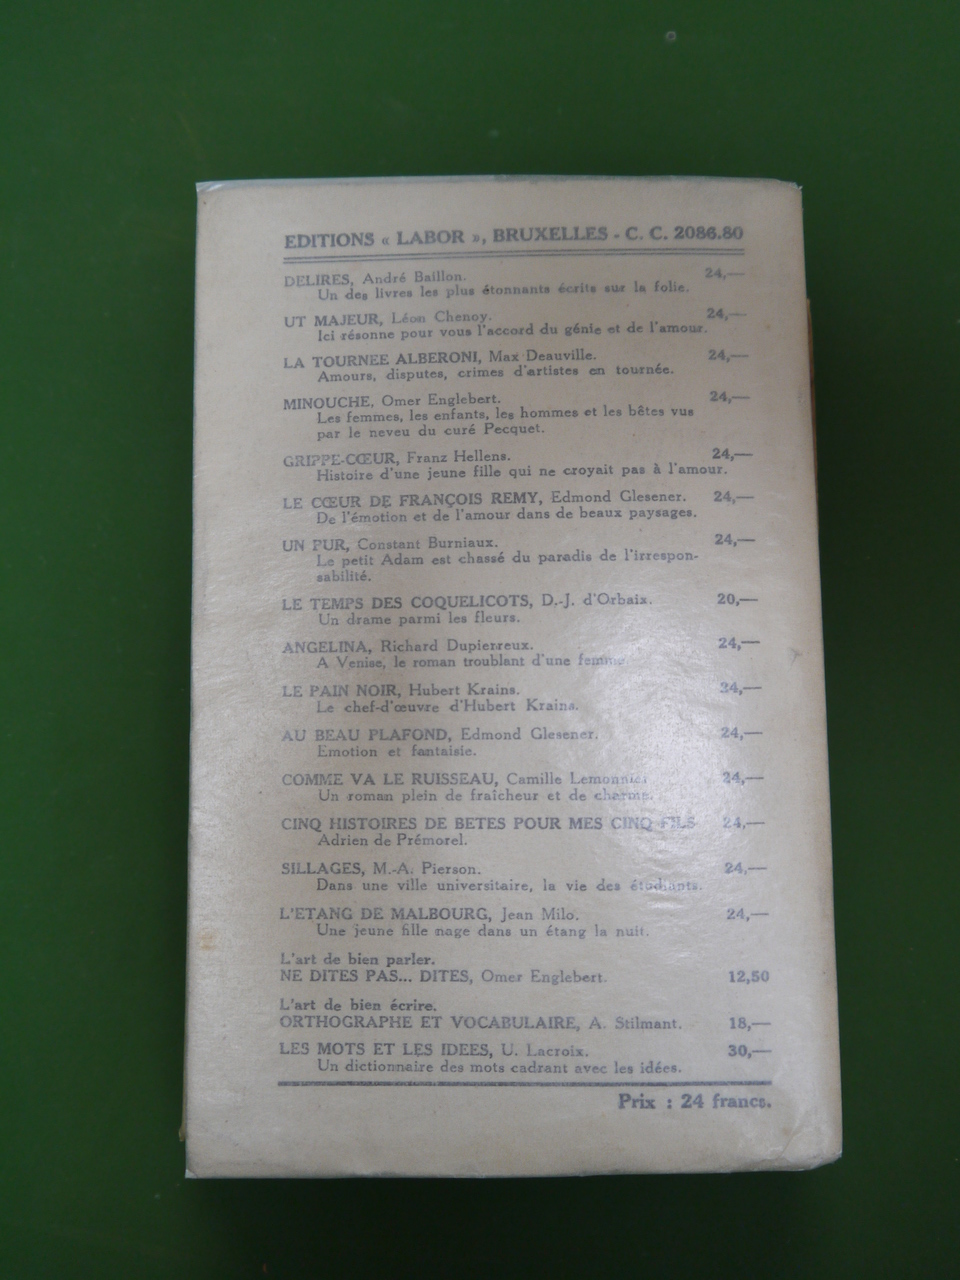 EDITIONS « LABOR », BRUXELLES - C. C. 2086.80
DELIRES, André Baillon. 24,—
Un des livres les plus étonnants écrits sur la folie.
UT MAJEUR, Léon Chenoy. 24,—
Ici résonne pour vous l'accord du génie et de l'amour.
LA TOURNEE ALBERONI, Max Deauville. 24,—
Amours, disputes, crimes d'artistes en tournée.
MINOUCHE, Omer Englebert. 24,—
Les femmes, les enfants, les hommes et les bêtes vus
par le neveu du curé Pecquet.
GRIPPE-CŒUR, Franz Hellens. 24,—
Histoire d'une jeune fille qui ne croyait pas à l'amour.
LE CŒUR DE FRANÇOIS REMY, Edmond Glesener. 24,—
De l'émotion et de l'amour dans de beaux paysages.
UN PUR, Constant Burniaux. 24,—
Le petit Adam est chassé du paradis de l'irrespon-
sabilité.
LE TEMPS DES COQUELICOTS, D.-J. d'Orbaix. 20,—
Un drame parmi les fleurs.
ANGELINA, Richard Dupierreux. 24,—
A Venise, le roman troublant d'une femme.
LE PAIN NOIR, Hubert Krains. 24,—
Le chef-d'œuvre d'Hubert Krains.
AU BEAU PLAFOND, Edmond Glesener. 24,—
Emotion et fantaisie.
COMME VA LE RUISSEAU, Camille Lemonnier 24,—
Un roman plein de fraîcheur et de charme.
CINQ HISTOIRES DE BETES POUR MES CINQ FILS 24,—
Adrien de Prémorel.
SILLAGES, M.-A. Pierson. 24,—
Dans une ville universitaire, la vie des étudiants.
L'ETANG DE MALBOURG, Jean Milo. 24,—
Une jeune fille nage dans un étang la nuit.
L'art de bien parler.
NE DITES PAS... DITES, Omer Englebert. 12,50
L'art de bien écrire.
ORTHOGRAPHE ET VOCABULAIRE, A. Stilmant. 18,—
LES MOTS ET LES IDEES, U. Lacroix. 30,—
Un dictionnaire des mots cadrant avec les idées.
Prix : 24 francs.